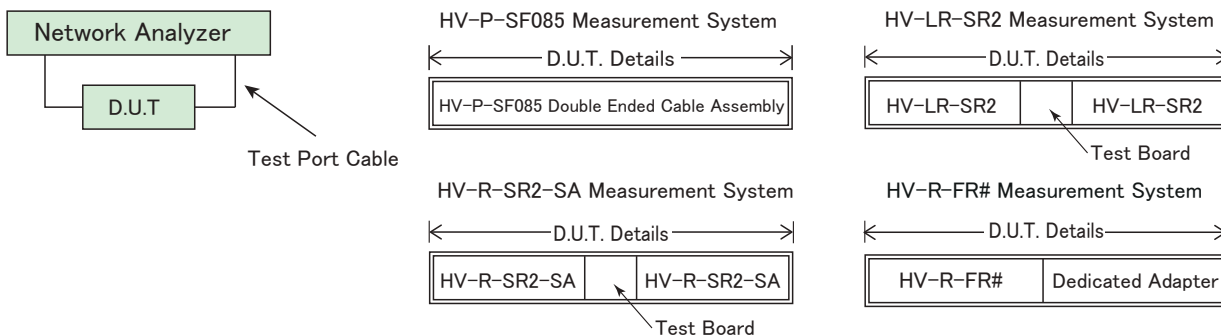 Network Analyzer
D.U.T
Test Port Cable
HV-P-SF085 Measurement System
D.U.T. Details
HV-P-SF085 Double Ended Cable Assembly
HV-LR-SR2 Measurement System
D.U.T. Details
HV-LR-SR2
HV-LR-SR2
Test Board
HV-R-SR2-SA Measurement System
D.U.T. Details
HV-R-SR2-SA
HV-R-SR2-SA
Test Board
HV-R-FR# Measurement System
D.U.T. Details
HV-R-FR#
Dedicated Adapter